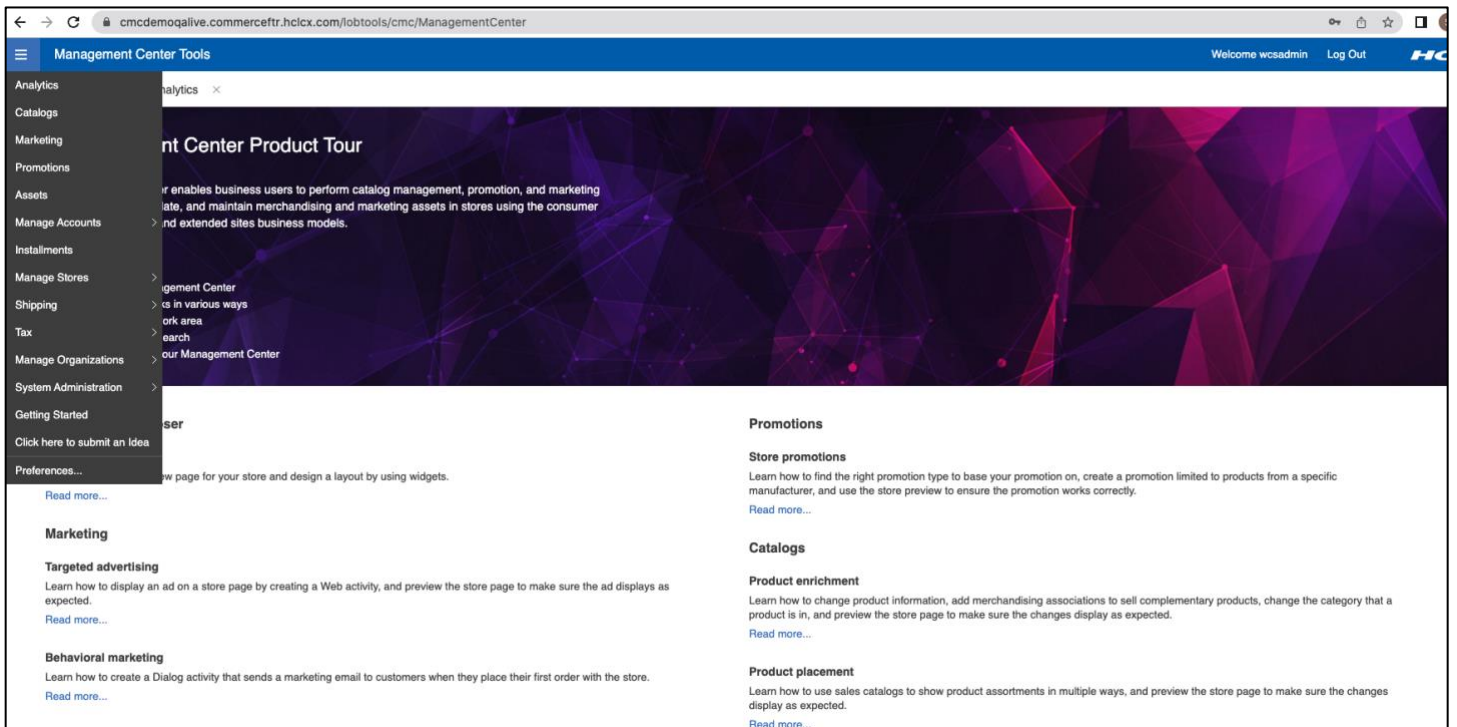 cmcdemoqalive.commerceftr.hclcx.com/lobtools/cmc/ManagementCenter
Management Center Tools
Welcome wcsadmin
Log Out
Analytics
Catalogs
Marketing
Promotions
Assets
Manage Accounts
Installments
Manage Stores
Shipping
Tax
Manage Organizations
System Administration
Getting Started
Click here to submit an Idea
Preferences...
nalytics
nt Center Product Tour
r enables business users to perform catalog management, promotion, and marketing
late, and maintain merchandising and marketing assets in stores using the consumer
and extended sites business models.
agement Center
ks in various ways
ork area
earch
our Management Center
oser
ew page for your store and design a layout by using widgets.
Read more...
Marketing
Targeted advertising
Learn how to display an ad on a store page by creating a Web activity, and preview the store page to make sure the ad displays as
expected.
Read more...
Behavioral marketing
Learn how to create a Dialog activity that sends a marketing email to customers when they place their first order with the store.
Read more...
Promotions
Store promotions
Learn how to find the right promotion type to base your promotion on, create a promotion limited to products from a specific
manufacturer, and use the store preview to ensure the promotion works correctly.
Read more...
Catalogs
Product enrichment
Learn how to change product information, add merchandising associations to sell complementary products, change the category that a
product is in, and preview the store page to make sure the changes display as expected.
Read more...
Product placement
Learn how to use sales catalogs to show product assortments in multiple ways, and preview the store page to make sure the changes
display as expected.
Read more...